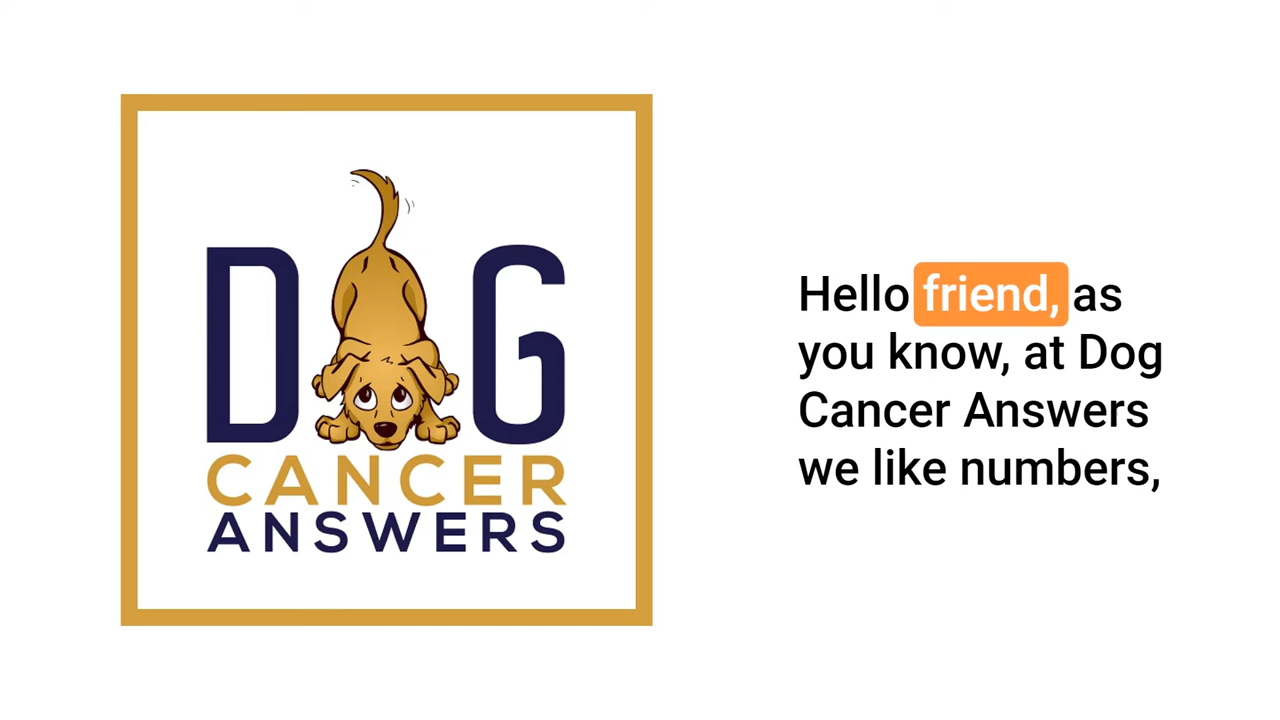 DOG
CANCER
ANSWERS
Hello friend, as
you know, at Dog
Cancer Answers
we like numbers,